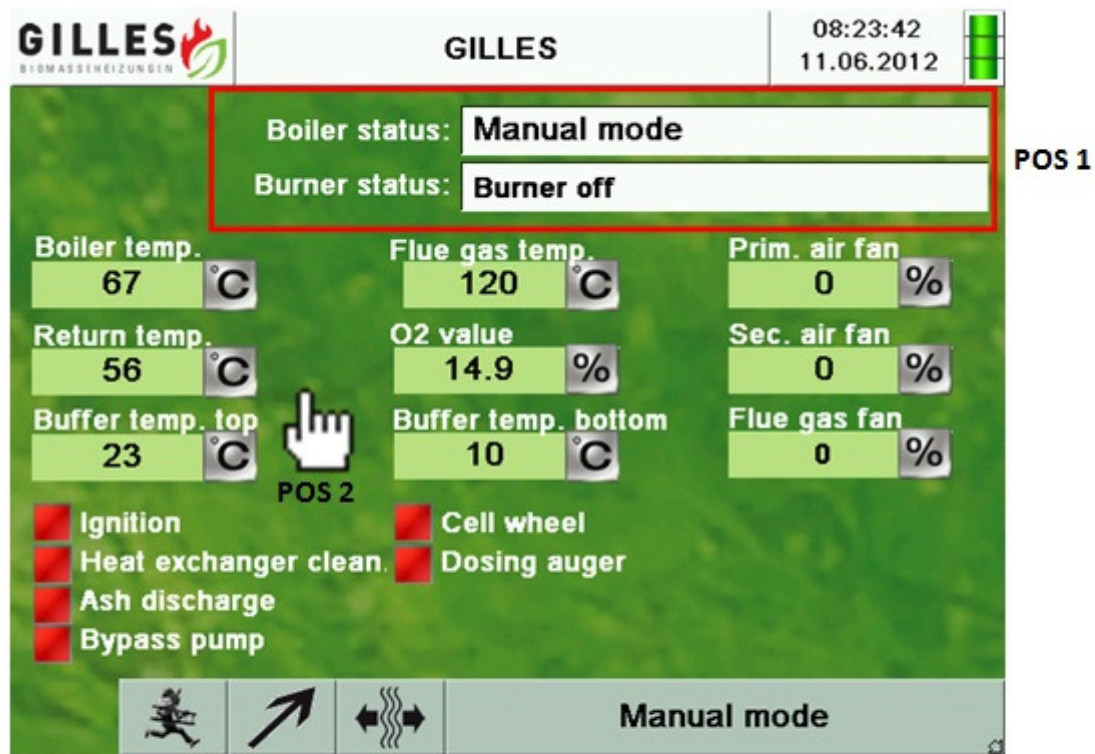 GILLES
BIOMASSEHEIZUNGEN
GILLES
08:23:42
11.06.2012
Boiler status: Manual mode
Burner status: Burner off
POS 1
Boiler temp. Flue gas temp. Prim. air fan
67 °C 120 °C 0 %
Return temp. O2 value Sec. air fan
56 °C 14.9 % 0 %
Buffer temp. top Buffer temp. bottom Flue gas fan
23 °C 10 °C 0 %
POS 2
Ignition Cell wheel
Heat exchanger clean. Dosing auger
Ash discharge
Bypass pump
Manual mode